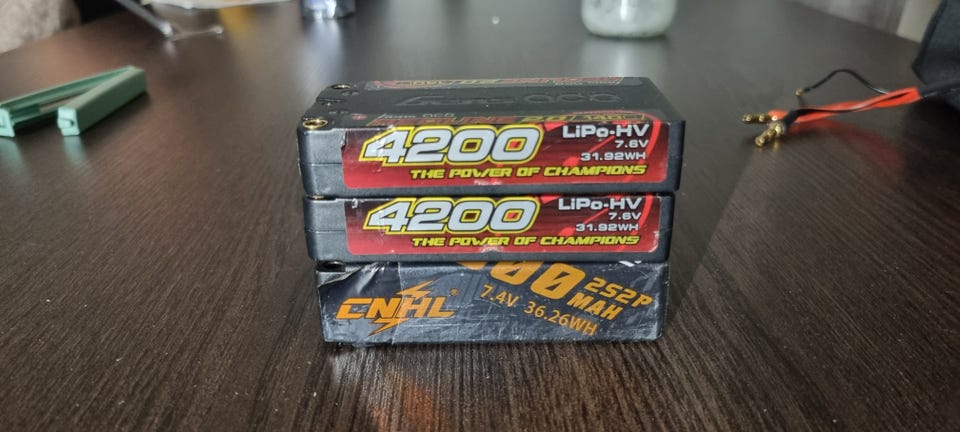 4200
LiPo-HV
7.6V
31.92WH
THE POWER OF CHAMPIONS
4200
LiPo-HV
7.6V
31.92WH
THE POWER OF CHAMPIONS
CNHL®
00 2S2P
MAH
7.4V 36.26WH